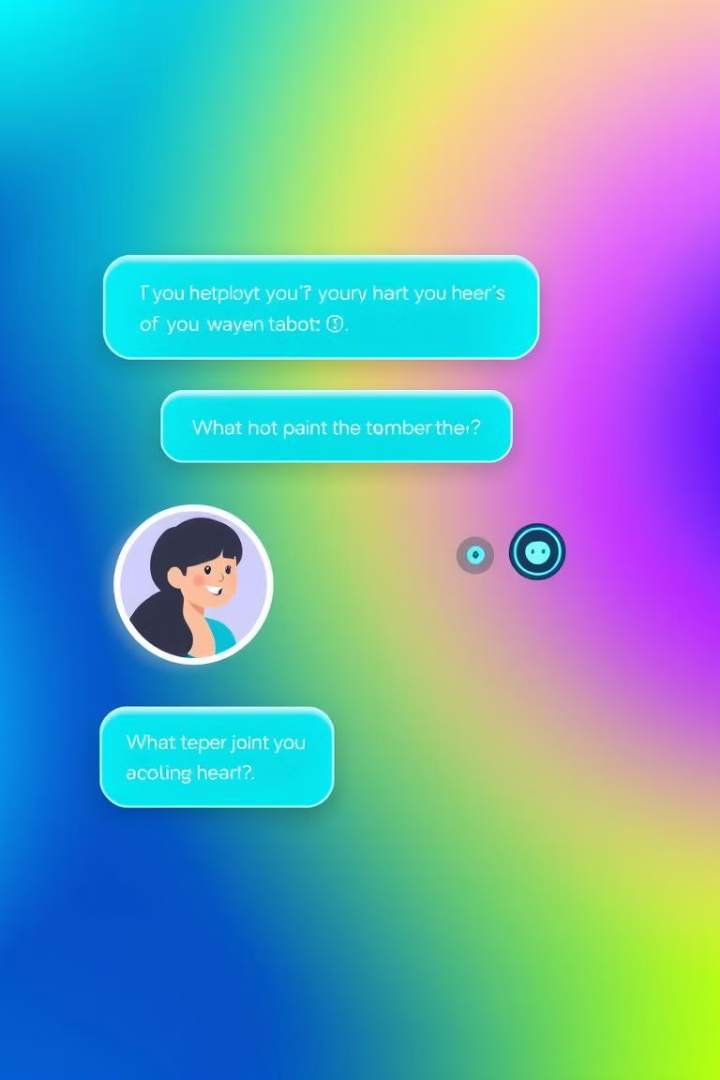 T you hetployt you'? youry hart you heer's
of you wayen tabot: .
What hot paint the tomber the?
What teper joint you
acoling heart?.